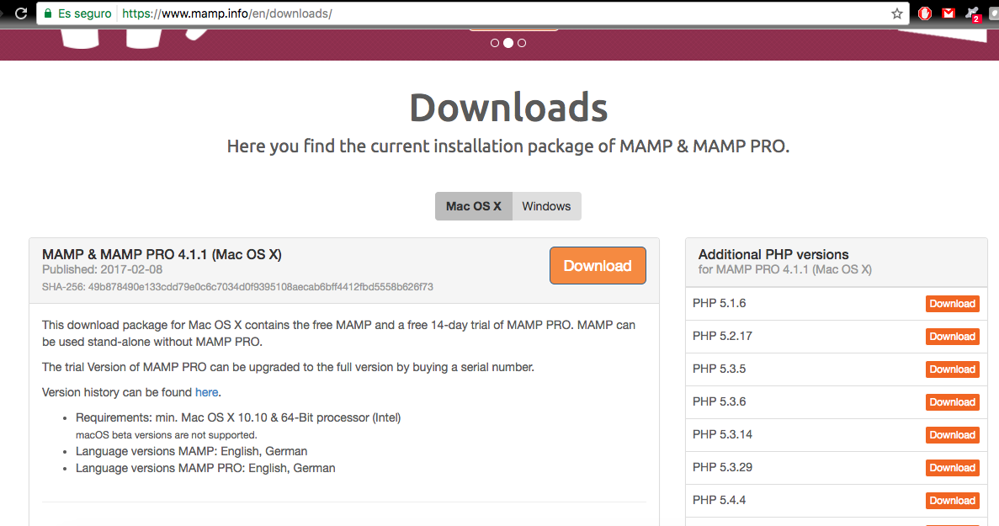 Es seguro
https://www.mamp.info/en/downloads/
2
Downloads
Here you find the current installation package of MAMP & MAMP PRO.
Mac OS X
Windows
MAMP & MAMP PRO 4.1.1 (Mac OS X)
Published: 2017-02-08
SHA-256: 49b878490e133cdd79e0c6c7034d0f9395108aecab6bff4412fbd5558b626f73
Download
This download package for Mac OS X contains the free MAMP and a free 14-day trial of MAMP PRO. MAMP can
be used stand-alone without MAMP PRO.
The trial Version of MAMP PRO can be upgraded to the full version by buying a serial number.
Version history can be found here.
• Requirements: min. Mac OS X 10.10 & 64-Bit processor (Intel)
macOS beta versions are not supported.
• Language versions MAMP: English, German
• Language versions MAMP PRO: English, German
Additional PHP versions
for MAMP PRO 4.1.1 (Mac OS X)
PHP 5.1.6 Download
PHP 5.2.17 Download
PHP 5.3.5 Download
PHP 5.3.6 Download
PHP 5.3.14 Download
PHP 5.3.29 Download
PHP 5.4.4 Download